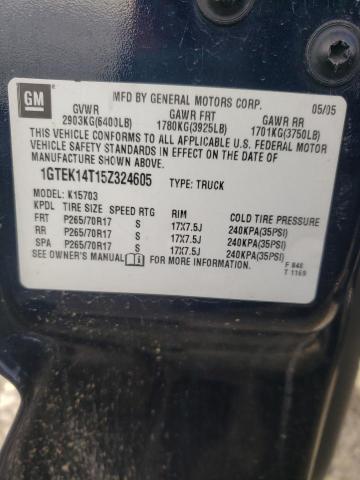 GM
MFD BY GENERAL MOTORS CORP. 05/05
GVWR GAWR FRT GAWR RR
2903KG(6400LB) 1780KG(3925LB) 1701KG(3750LB)
THIS VEHICLE CONFORMS TO ALL APPLICABLE U.S. FEDERAL MOTOR
VEHICLE SAFETY STANDARDS IN EFFECT ON THE DATE OF
MANUFACTURE SHOWN ABOVE.
1GTEK14T15Z324605 TYPE: TRUCK
MODEL: K15703
KPDL TIRE SIZE SPEED RTG RIM COLD TIRE PRESSURE
FRT P265/70R17 S 17X7.5J 240KPA(35PSI)
RR P265/70R17 S 17X7.5J 240KPA(35PSI)
SPA P265/70R17 S 17X7.5J 240KPA(35PSI)
SEE OWNER'S MANUAL FOR MORE INFORMATION.
F 846
T 1169